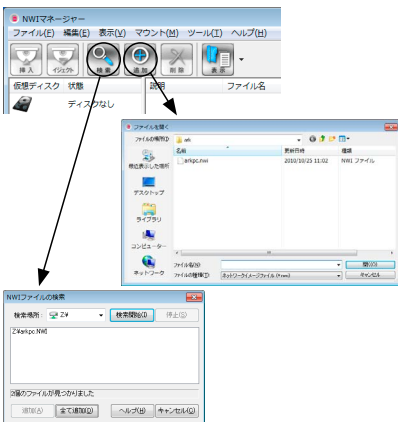 NWIマネージャー
ファイル(F) 編集(E) 表示(V) マウント(M) ツール(T) ヘルプ(H)
挿入 イジェクト 検索 追加 削除 表示
仮想ディスク 状態 説明 ファイル名
ディスクなし
ファイルを開く
ファイルの場所(I): ark
名前 更新日時 種類
arkpc.nwi 2010/10/25 11:02 NWI ファイル
最近表示した場所
デスクトップ
ライブラリ
コンピューター
ネットワーク
ファイル名(N): 開く(O)
ファイルの種類(T): ネットワークイメージファイル (*.nwi) キャンセル
NWIファイルの検索
検索場所: Z:¥ 検索開始(I) 停止(S)
Z:¥arkpc.NWI
2個のファイルが見つかりました
追加(A) 全て追加(D) ヘルプ(H) キャンセル(C)